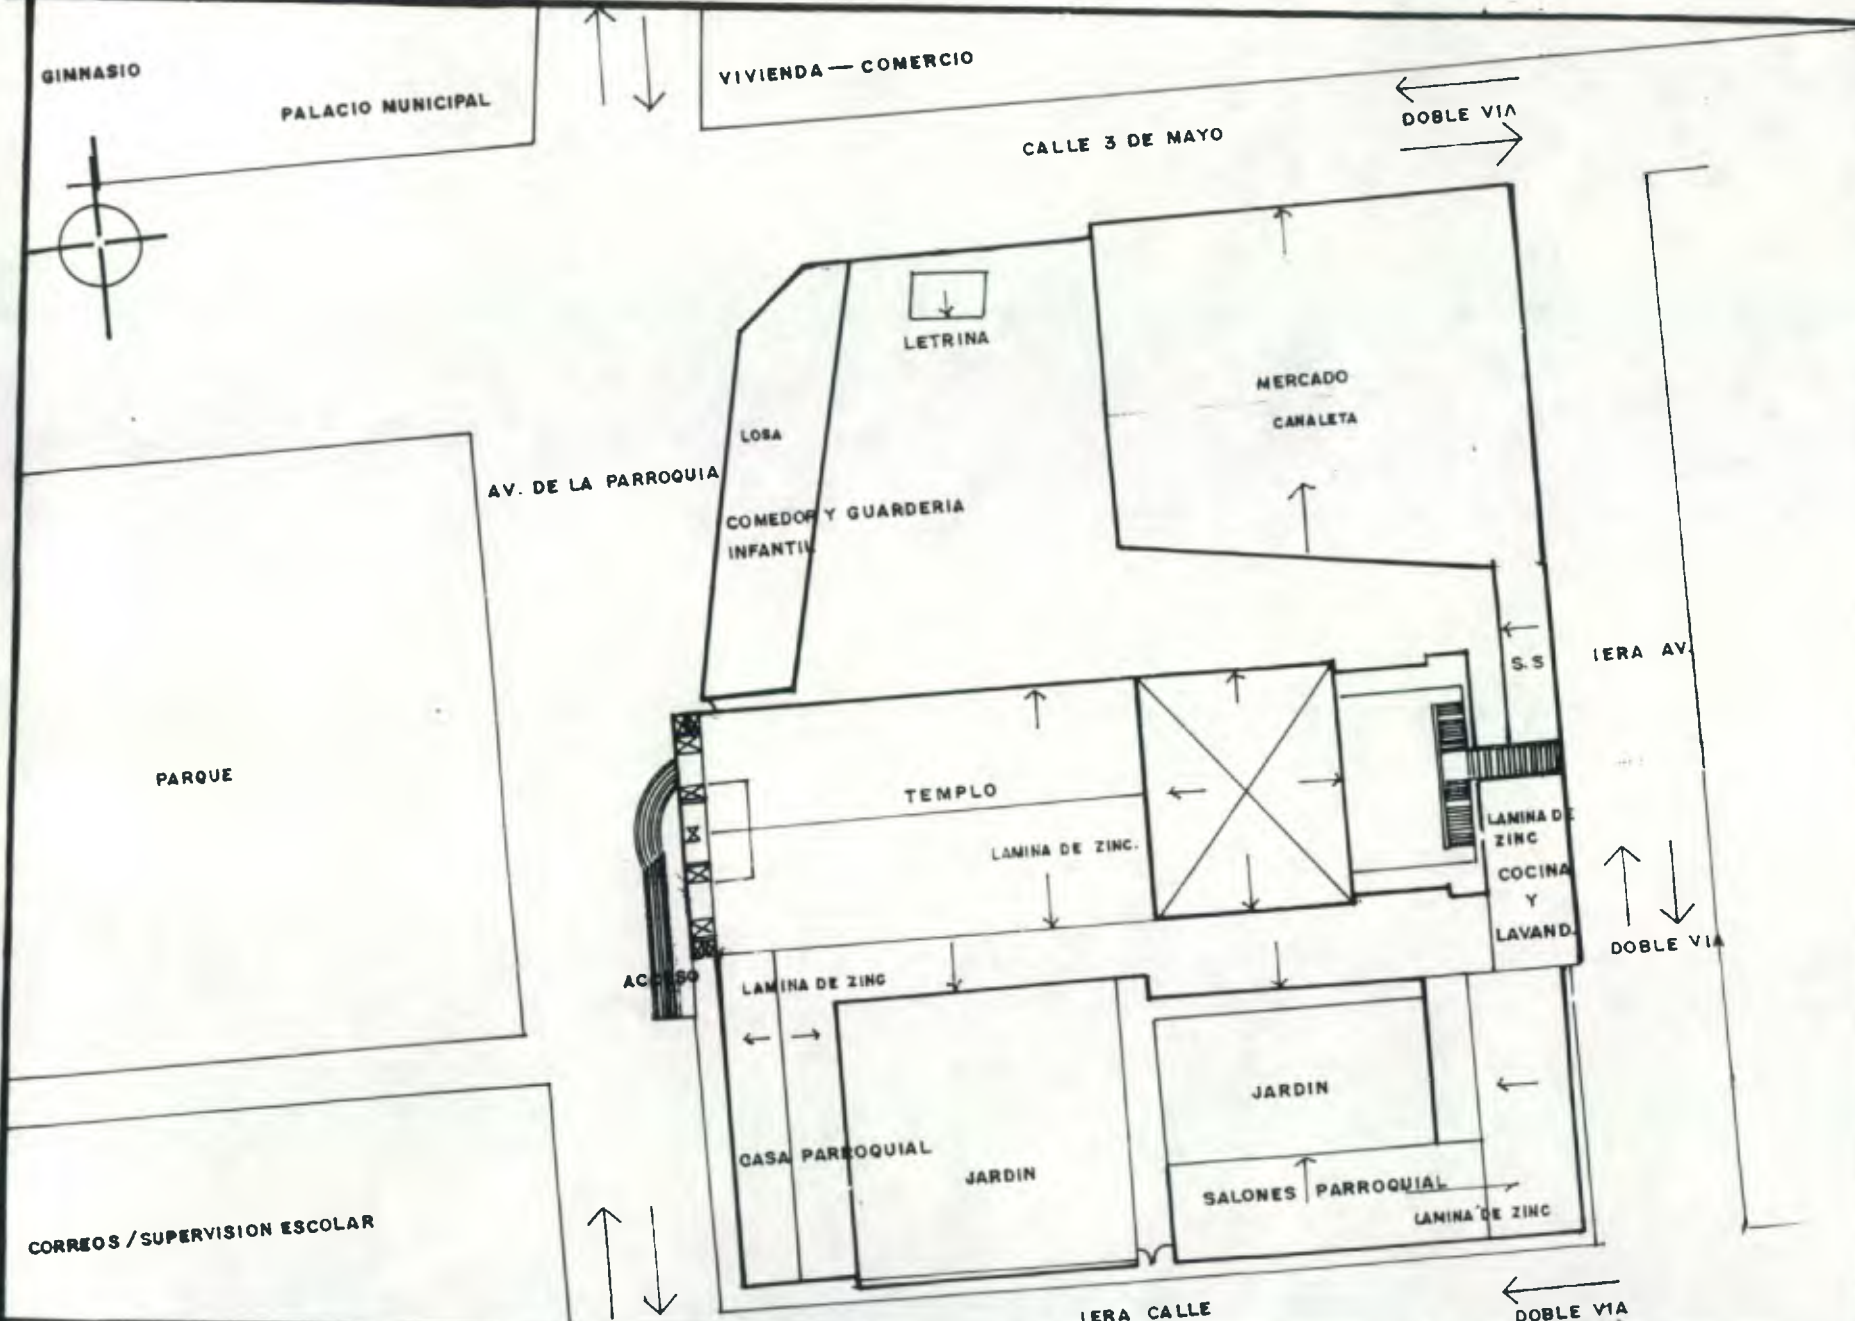 GIMNASIO
PALACIO MUNICIPAL
VIVIENDA — COMERCIO
DOBLE VIA
CALLE 3 DE MAYO
LETRINA
MERCADO
CANALETA
LOSA
AV. DE LA PARROQUIA
COMEDOR Y GUARDERIA
INFANTIL
S.S
1ERA AV.
PARQUE
TEMPLO
LAMINA DE ZINC.
LAMINA DE
ZINC
COCINA
Y
LAVAND.
DOBLE VIA
ACCESO
LAMINA DE ZINC
CASA PARROQUIAL
JARDIN
JARDIN
SALONES PARROQUIAL
LAMINA DE ZINC
CORREOS / SUPERVISION ESCOLAR
1ERA CALLE
DOBLE VIA